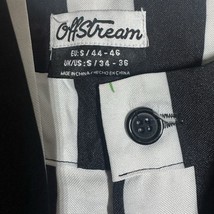 OffStream
EU: S / 44-46
UK/US: S / 34-36
MADE IN CHINA / HECHO EN CHINA